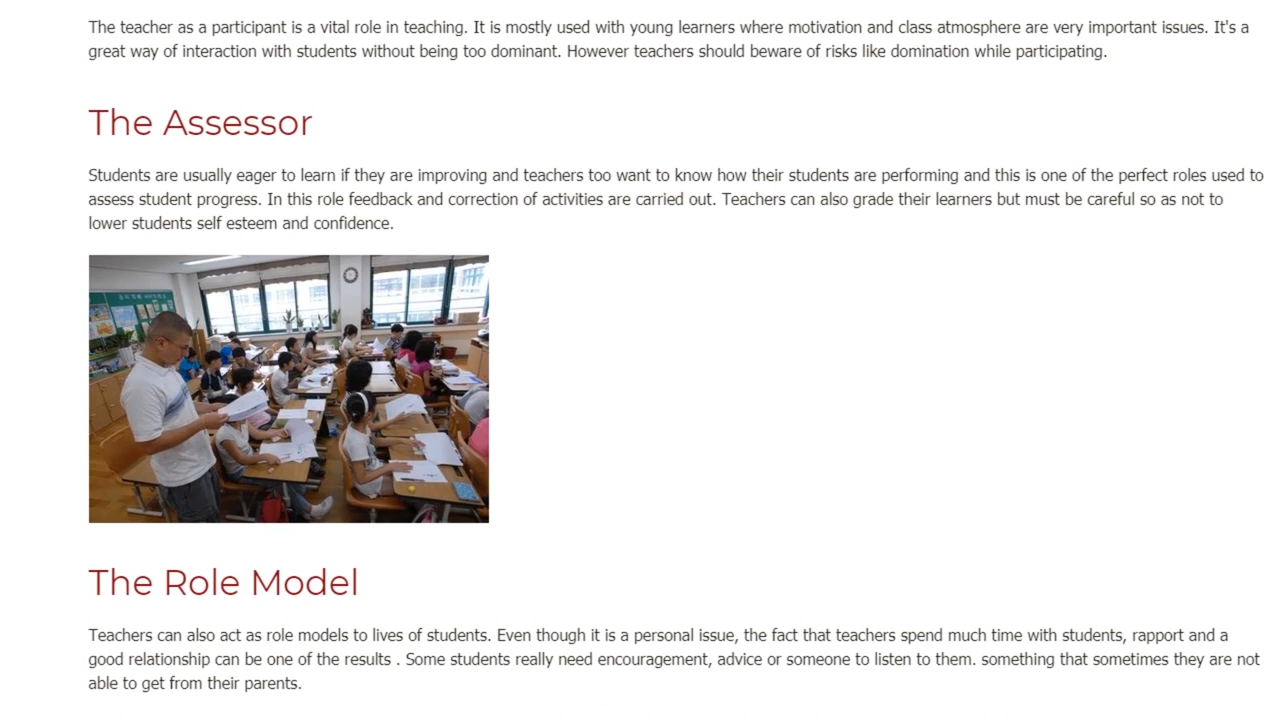 The teacher as a participant is a vital role in teaching. It is mostly used with young learners where motivation and class atmosphere are very important issues. It's a
great way of interaction with students without being too dominant. However teachers should beware of risks like domination while participating.
The Assessor
Students are usually eager to learn if they are improving and teachers too want to know how their students are performing and this is one of the perfect roles used to
assess student progress. In this role feedback and correction of activities are carried out. Teachers can also grade their learners but must be careful so as not to
lower students self esteem and confidence.
The Role Model
Teachers can also act as role models to lives of students. Even though it is a personal issue, the fact that teachers spend much time with students, rapport and a
good relationship can be one of the results . Some students really need encouragement, advice or someone to listen to them. something that sometimes they are not
able to get from their parents.